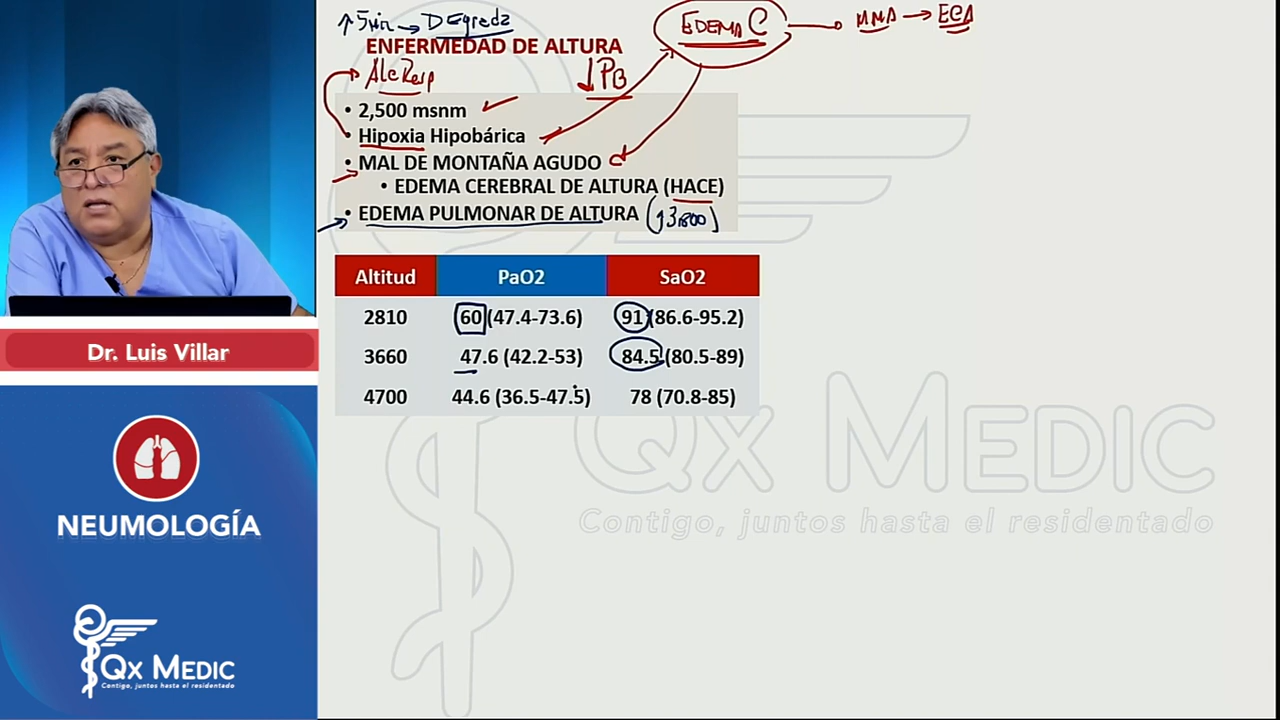 ↑ 5 min → Degrada
EDEMA C → MMA → ECA
ENFERMEDAD DE ALTURA
Alc Resp ↓ PB
• 2,500 msnm
• Hipoxia Hipobárica
• MAL DE MONTAÑA AGUDO
• EDEMA CEREBRAL DE ALTURA (HACE)
• EDEMA PULMONAR DE ALTURA
Altitud PaO2 SaO2
2810 60 (47.4-73.6) 91 (86.6-95.2)
3660 47.6 (42.2-53) 84.5 (80.5-89)
4700 44.6 (36.5-47.5) 78 (70.8-85)
Dr. Luis Villar
NEUMOLOGÍA
QX MEDIC
Contigo, juntos hasta el residentado
QX MEDIC
Contigo, juntos hasta el residentado